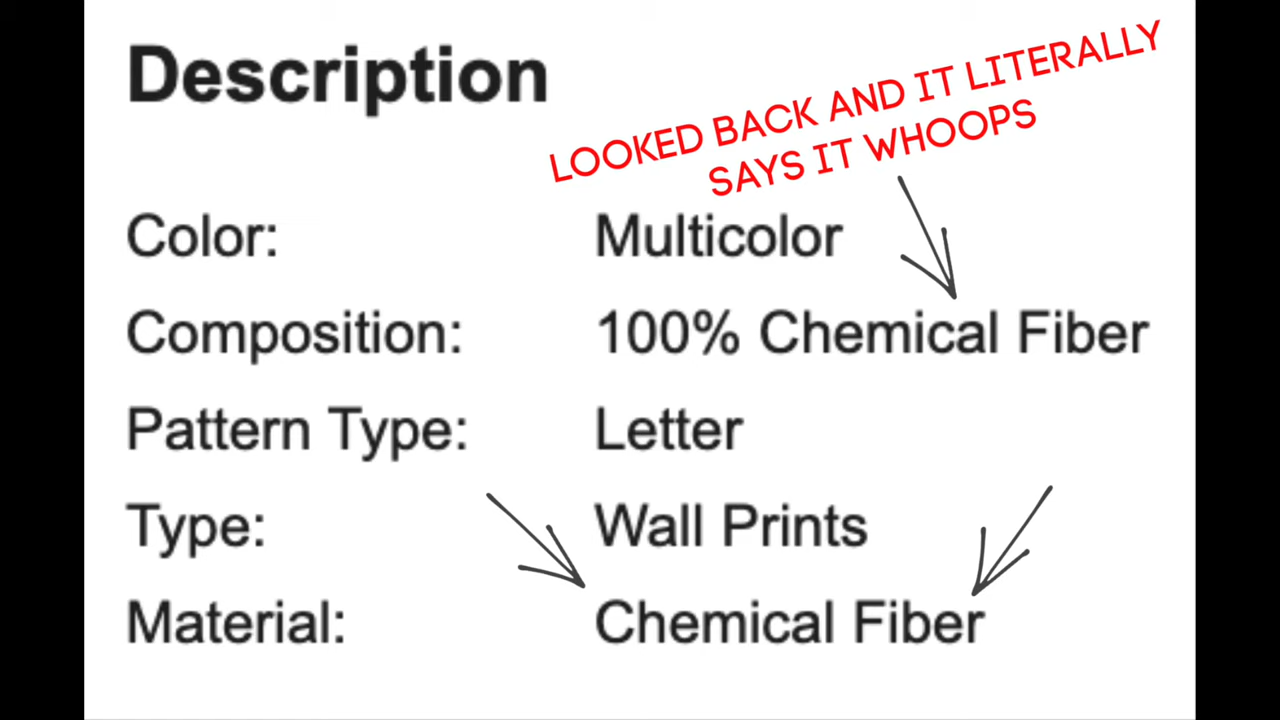 Description
LOOKED BACK AND IT LITERALLY
SAYS IT WHOOPS
Color: Multicolor
Composition: 100% Chemical Fiber
Pattern Type: Letter
Type: Wall Prints
Material: Chemical Fiber